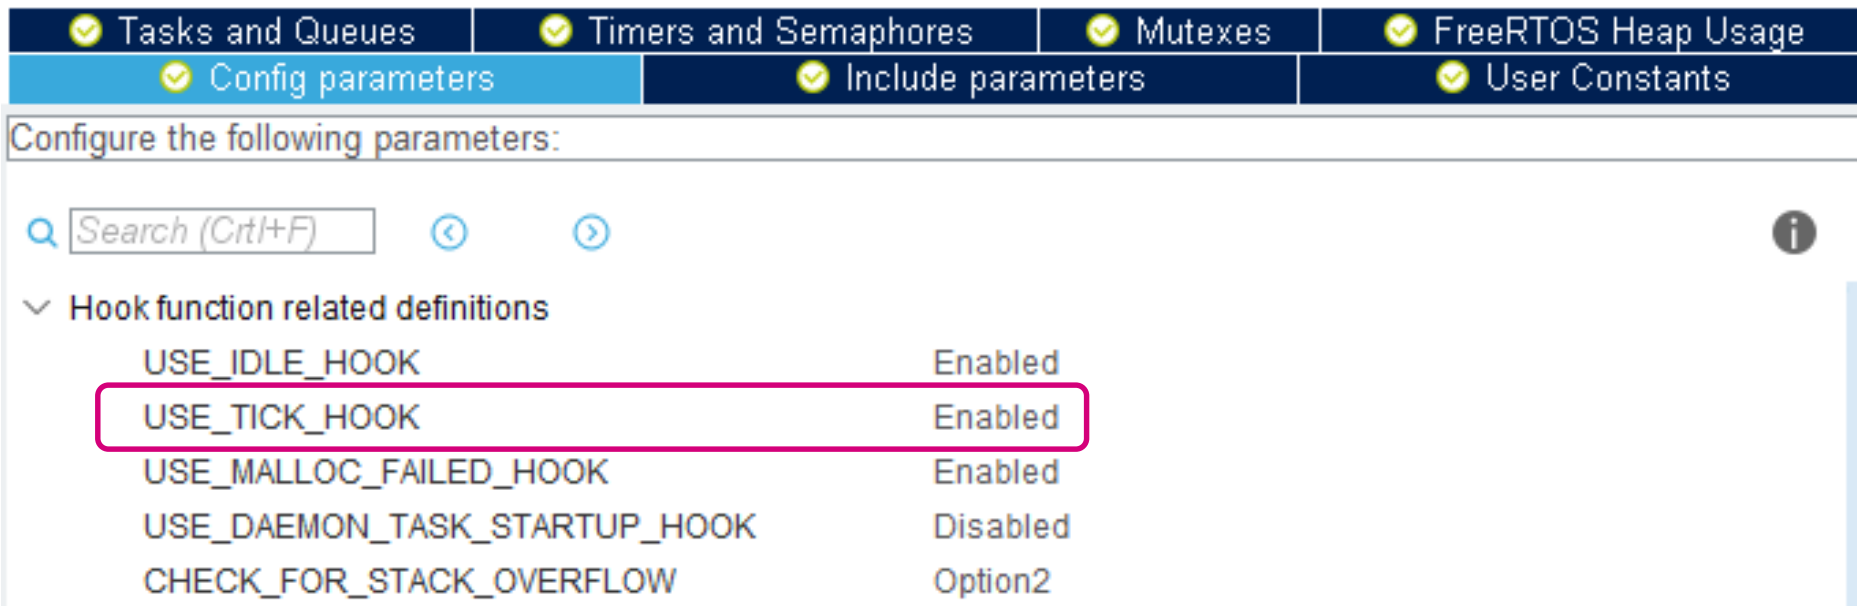 Tasks and Queues Timers and Semaphores Mutexes FreeRTOS Heap Usage
Config parameters Include parameters User Constants
Configure the following parameters:
Search (Crtl+F)
Hook function related definitions
USE_IDLE_HOOK Enabled
USE_TICK_HOOK Enabled
USE_MALLOC_FAILED_HOOK Enabled
USE_DAEMON_TASK_STARTUP_HOOK Disabled
CHECK_FOR_STACK_OVERFLOW Option2